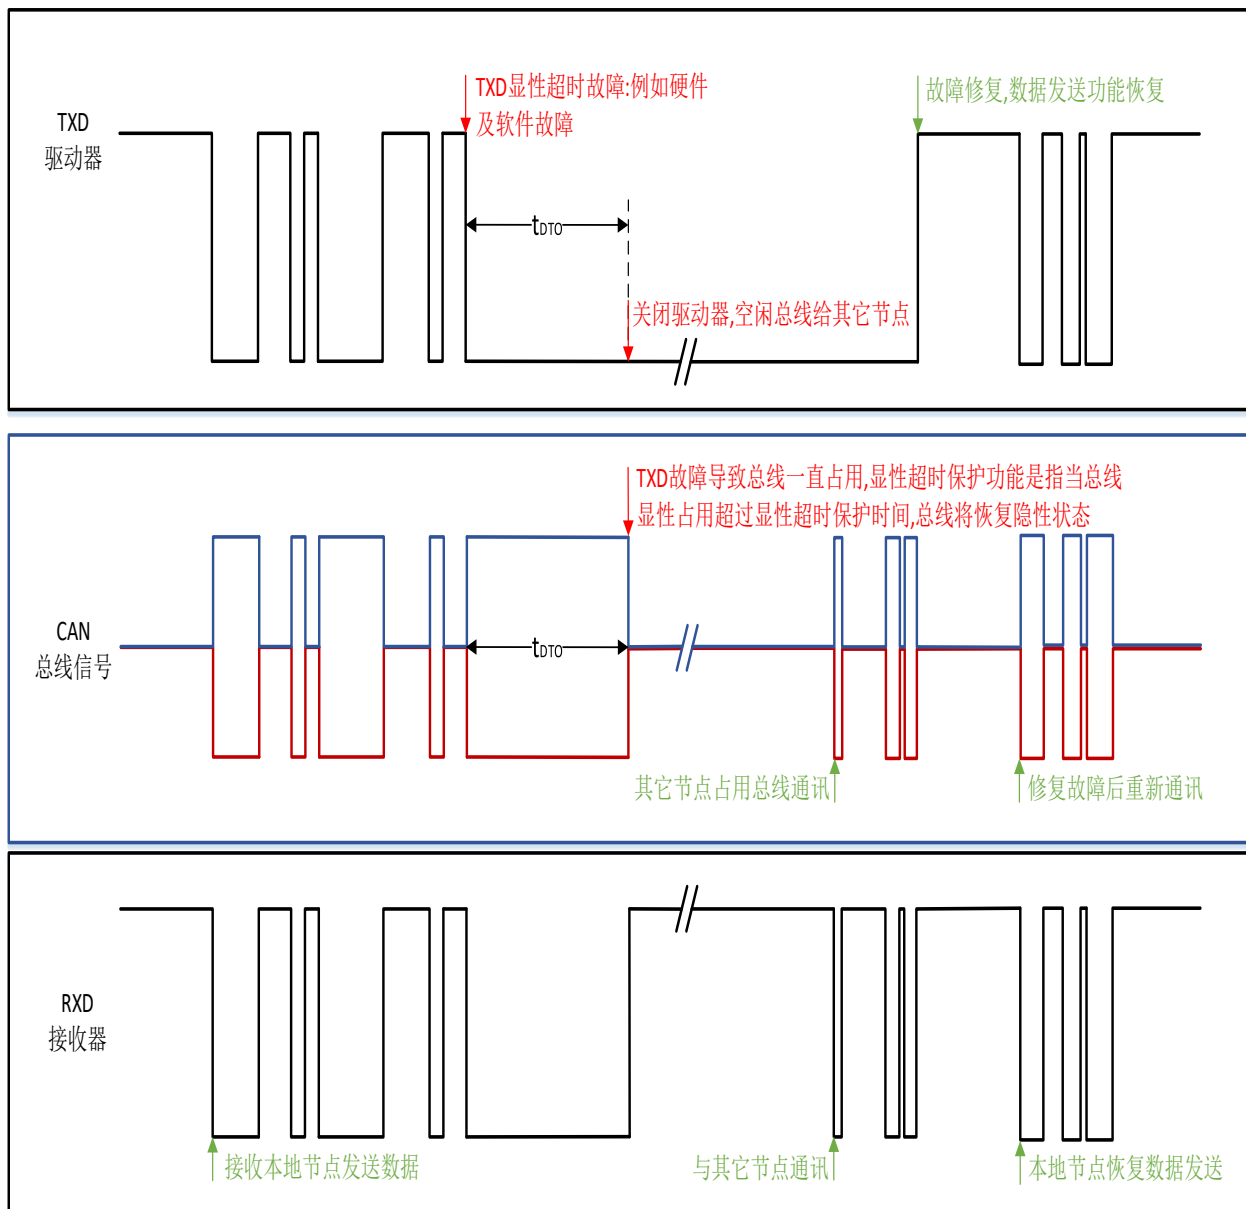 TXD显性超时故障:例如硬件
及软件故障
故障修复,数据发送功能恢复
TXD
驱动器
tDTO
关闭驱动器,空闲总线给其它节点
TXD故障导致总线一直占用,显性超时保护功能是指当总线
显性占用超过显性超时保护时间,总线将恢复隐性状态
CAN
总线信号
tDTO
其它节点占用总线通讯
修复故障后重新通讯
RXD
接收器
接收本地节点发送数据
与其它节点通讯
本地节点恢复数据发送